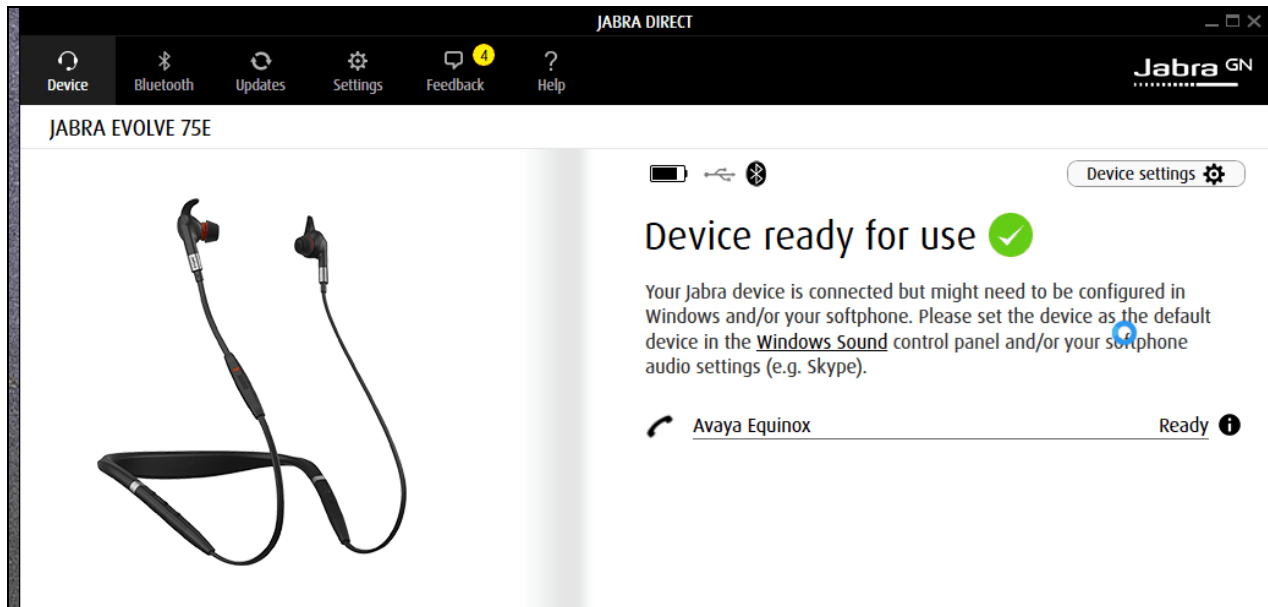 JABRA DIRECT
Device
Bluetooth
Updates
Settings
4
Feedback
?
Help
Jabra GN
JABRA EVOLVE 75E
Device settings
Device ready for use
Your Jabra device is connected but might need to be configured in
Windows and/or your softphone. Please set the device as the default
device in the Windows Sound control panel and/or your softphone
audio settings (e.g. Skype).
Avaya Equinox
Ready